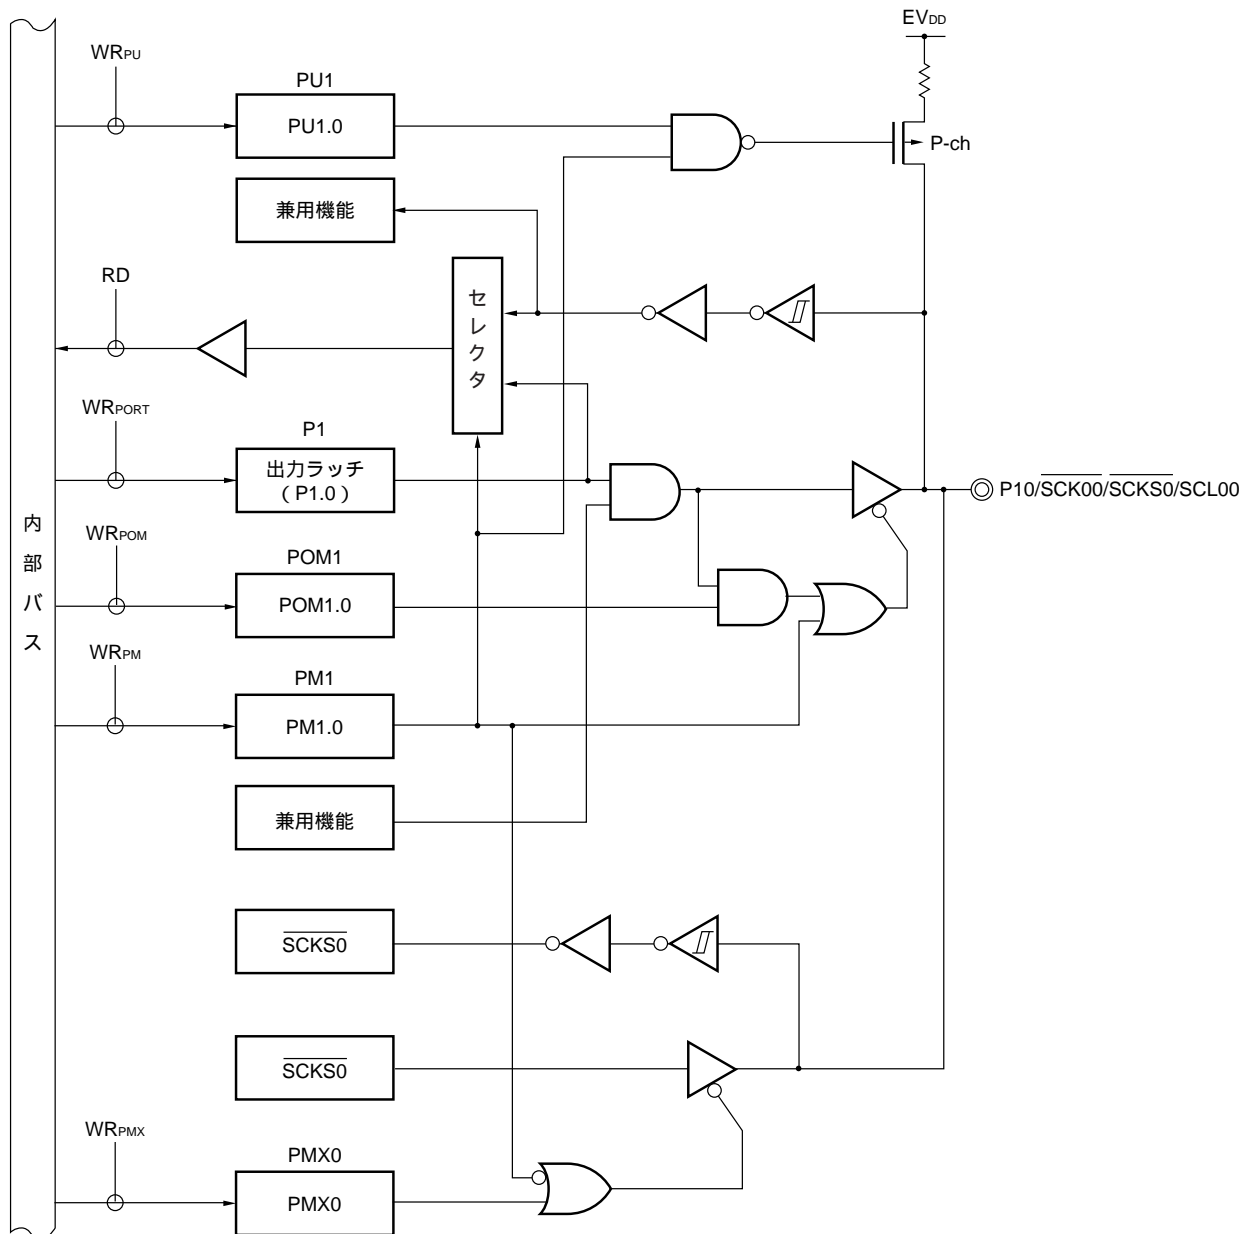 EVDD
WRPU
PU1
PU1.0
P-ch
兼用機能
RD
セレクタ
WRPORT
P1
出力ラッチ
（P1.0）
P10/SCK00/SCKS0/SCL00
内部バス
WRPOM
POM1
POM1.0
WRPM
PM1
PM1.0
兼用機能
SCKS0
SCKS0
WRPMX
PMX0
PMX0